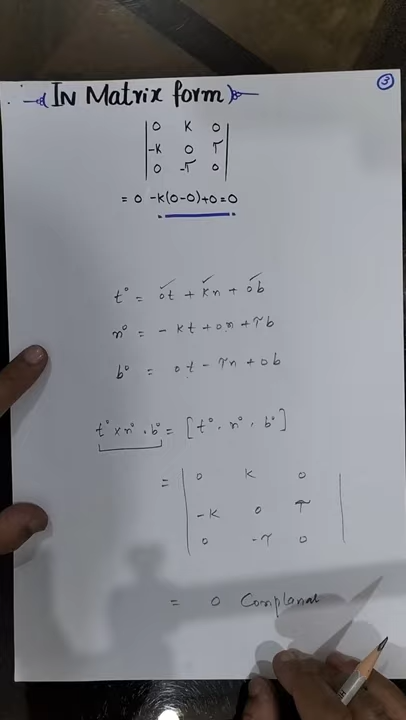 ③
In Matrix form
| 0 K 0 |
| -K 0 τ |
| 0 -τ 0 |
= 0 -K(0-0)+0=0
t° = 0t + Kn + 0b
n° = - Kt + 0n + τb
b° = 0t - τn + 0b
t° × n° . b° = [t° . n° . b°]
= | 0 K 0 |
| -K 0 τ |
| 0 -τ 0 |
= 0 Complanar